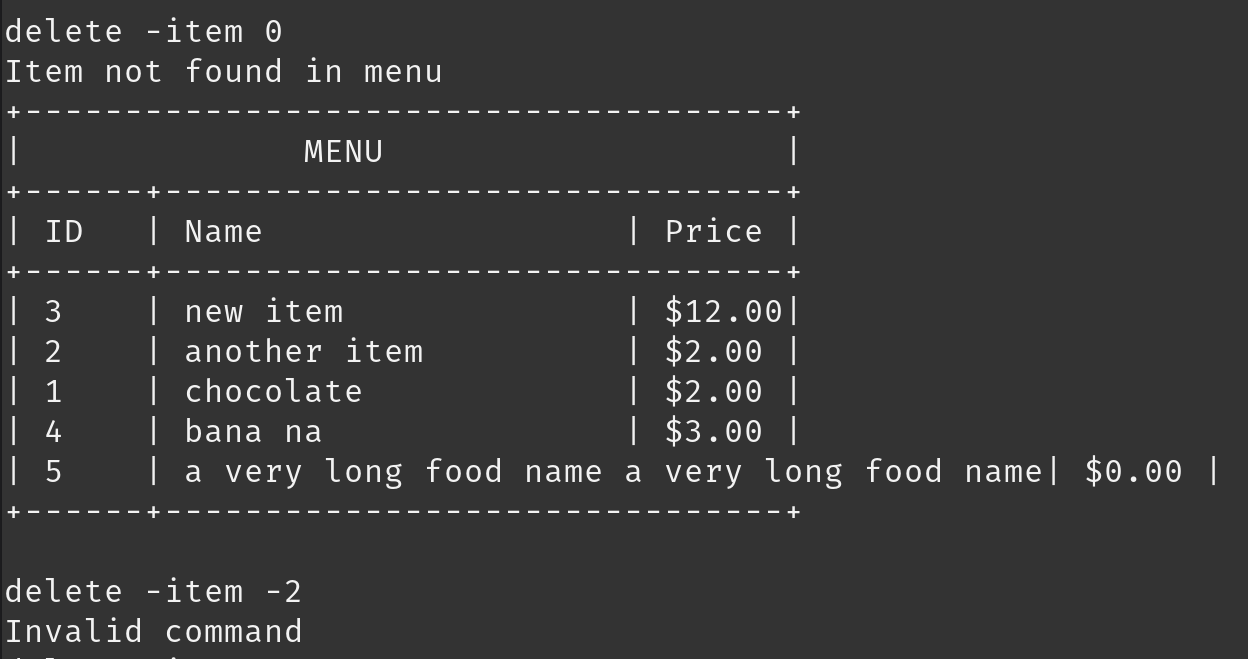 delete -item 0
Item not found in menu
+--------------------------------------+
|              MENU                    |
+------+-------------------------------+
| ID   | Name                  | Price |
+------+-------------------------------+
| 3    | new item              | $12.00|
| 2    | another item          | $2.00 |
| 1    | chocolate             | $2.00 |
| 4    | bana na               | $3.00 |
| 5    | a very long food name a very long food name| $0.00 |
+------+-------------------------------+
delete -item -2
Invalid command